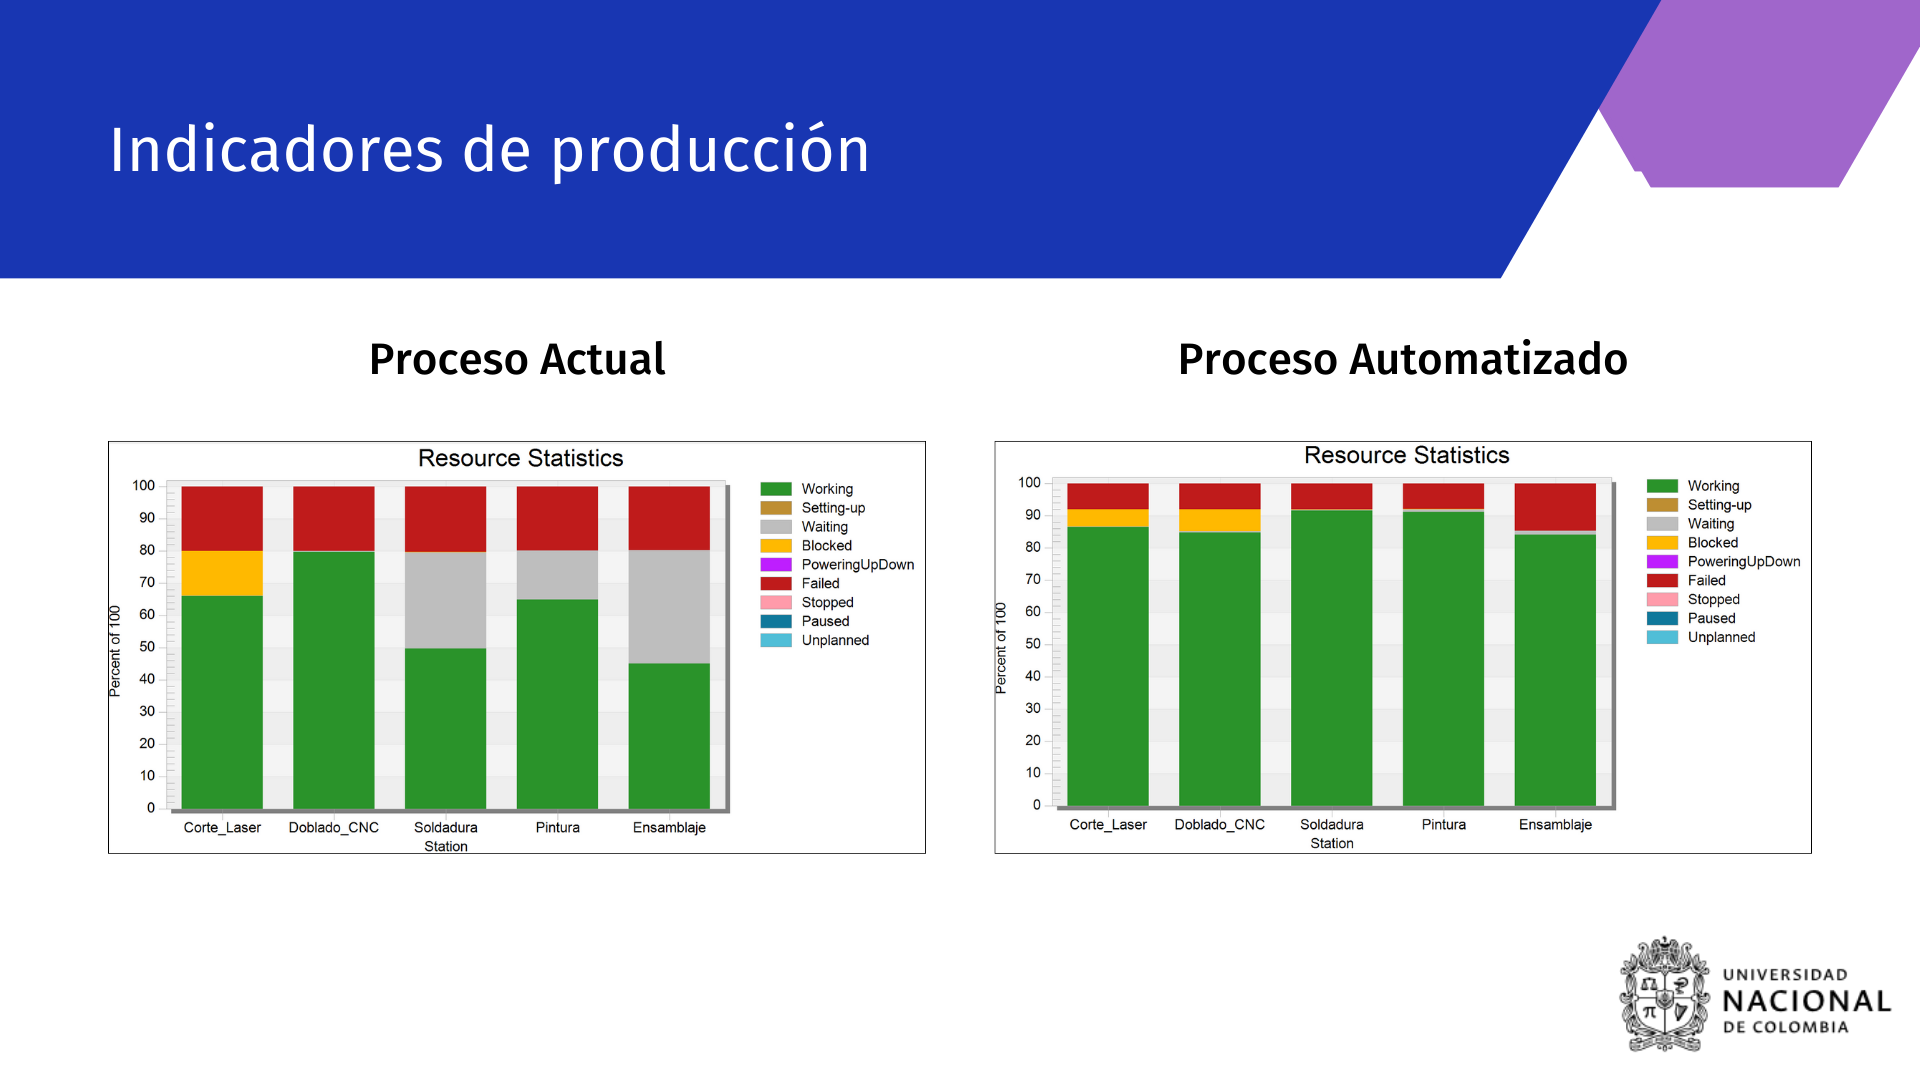 Indicadores de producción
Proceso Actual
Resource Statistics
100
90
80
70
60
50
40
30
20
10
0
Percent of 100
Corte_Laser
Doblado_CNC
Soldadura
Pintura
Ensamblaje
Station
Working
Setting-up
Waiting
Blocked
PoweringUpDown
Failed
Stopped
Paused
Unplanned
Proceso Automatizado
Resource Statistics
100
90
80
70
60
50
40
30
20
10
0
Percent of 100
Corte_Laser
Doblado_CNC
Soldadura
Pintura
Ensamblaje
Station
Working
Setting-up
Waiting
Blocked
PoweringUpDown
Failed
Stopped
Paused
Unplanned
π
UNIVERSIDAD
NACIONAL
DE COLOMBIA